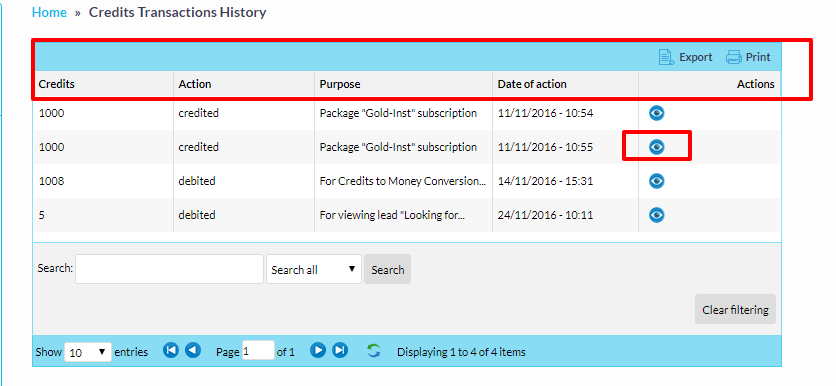 Home » Credits Transactions History
Export Print
Credits Action Purpose Date of action Actions
1000 credited Package "Gold-Inst" subscription 11/11/2016 - 10:54
1000 credited Package "Gold-Inst" subscription 11/11/2016 - 10:55
1008 debited For Credits to Money Conversion... 14/11/2016 - 15:31
5 debited For viewing lead "Looking for... 24/11/2016 - 10:11
Search: Search all Search
Clear filtering
Show 10 entries Page 1 of 1 Displaying 1 to 4 of 4 items